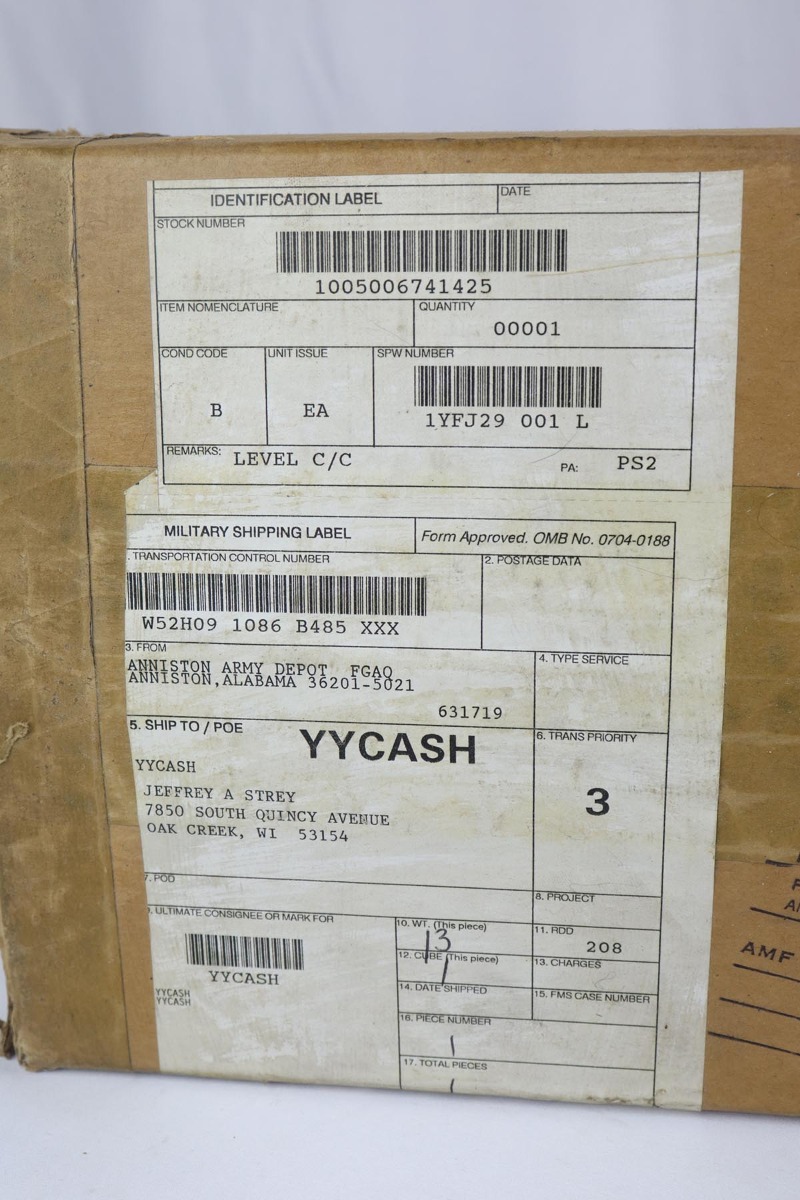 IDENTIFICATION LABEL
DATE
STOCK NUMBER
1005006741425
ITEM NOMENCLATURE
QUANTITY
00001
COND CODE
UNIT ISSUE
SPW NUMBER
B
EA
1YFJ29 001 L
REMARKS: LEVEL C/C
PA: PS2
MILITARY SHIPPING LABEL
Form Approved. OMB No. 0704-0188
. TRANSPORTATION CONTROL NUMBER
2. POSTAGE DATA
W52H09 1086 B485 XXX
3. FROM
ANNISTON ARMY DEPOT FGAQ
ANNISTON, ALABAMA 36201-5021
631719
4. TYPE SERVICE
5. SHIP TO / POE
YYCASH
6. TRANS PRIORITY
3
YYCASH
JEFFREY A STREY
7850 SOUTH QUINCY AVENUE
OAK CREEK, WI 53154
7. POD
8. PROJECT
. ULTIMATE CONSIGNEE OR MARK FOR
YYCASH
YYCASH
YYCASH
10. WT. (This piece)
13
11. RDD
208
12. CUBE (This piece)
1
13. CHARGES
14. DATE SHIPPED
15. FMS CASE NUMBER
16. PIECE NUMBER
1
17. TOTAL PIECES
1
AMF